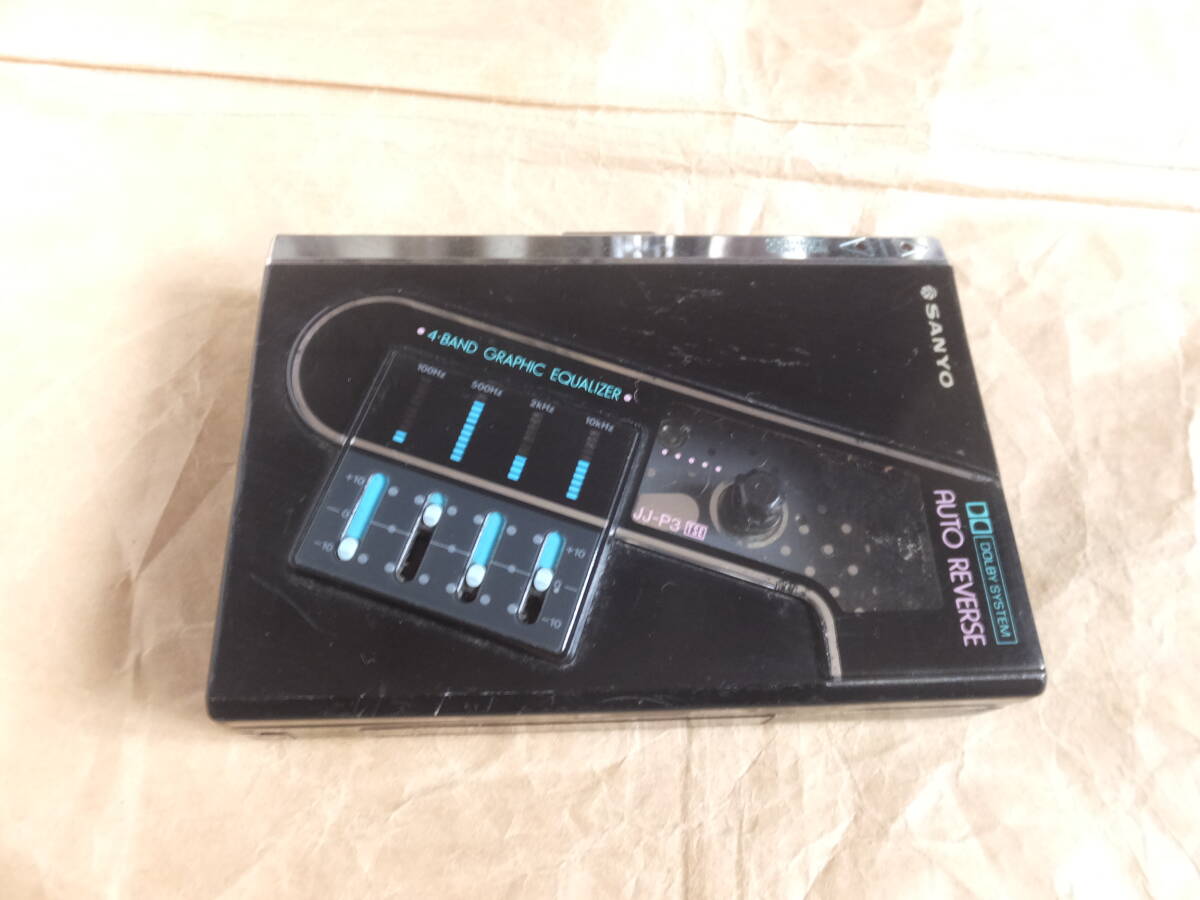 SANYO
4-BAND GRAPHIC EQUALIZER
100Hz 500Hz 2kHz 10kHz
+10 +10
0 0
-10 -10
JJ-P3
DOLBY SYSTEM
AUTO REVERSE